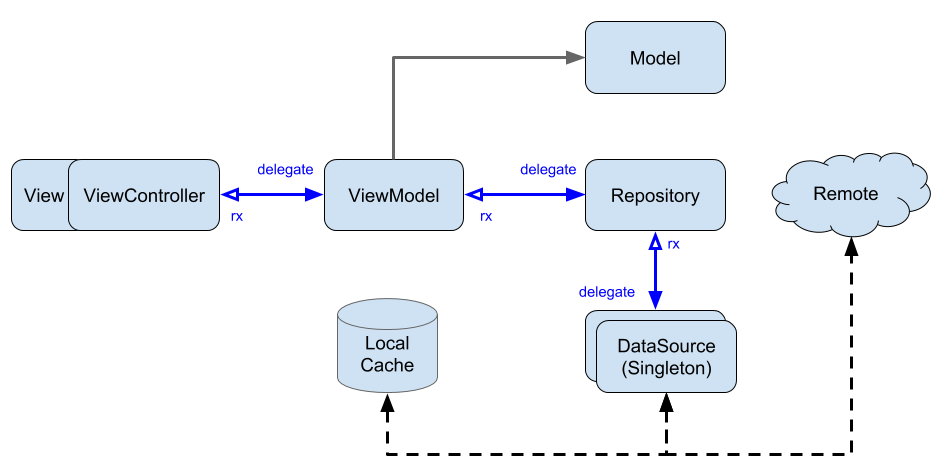 Model
delegate
delegate
View
ViewController
ViewModel
Repository
Remote
rx
rx
rx
delegate
Local
Cache
DataSource
(Singleton)